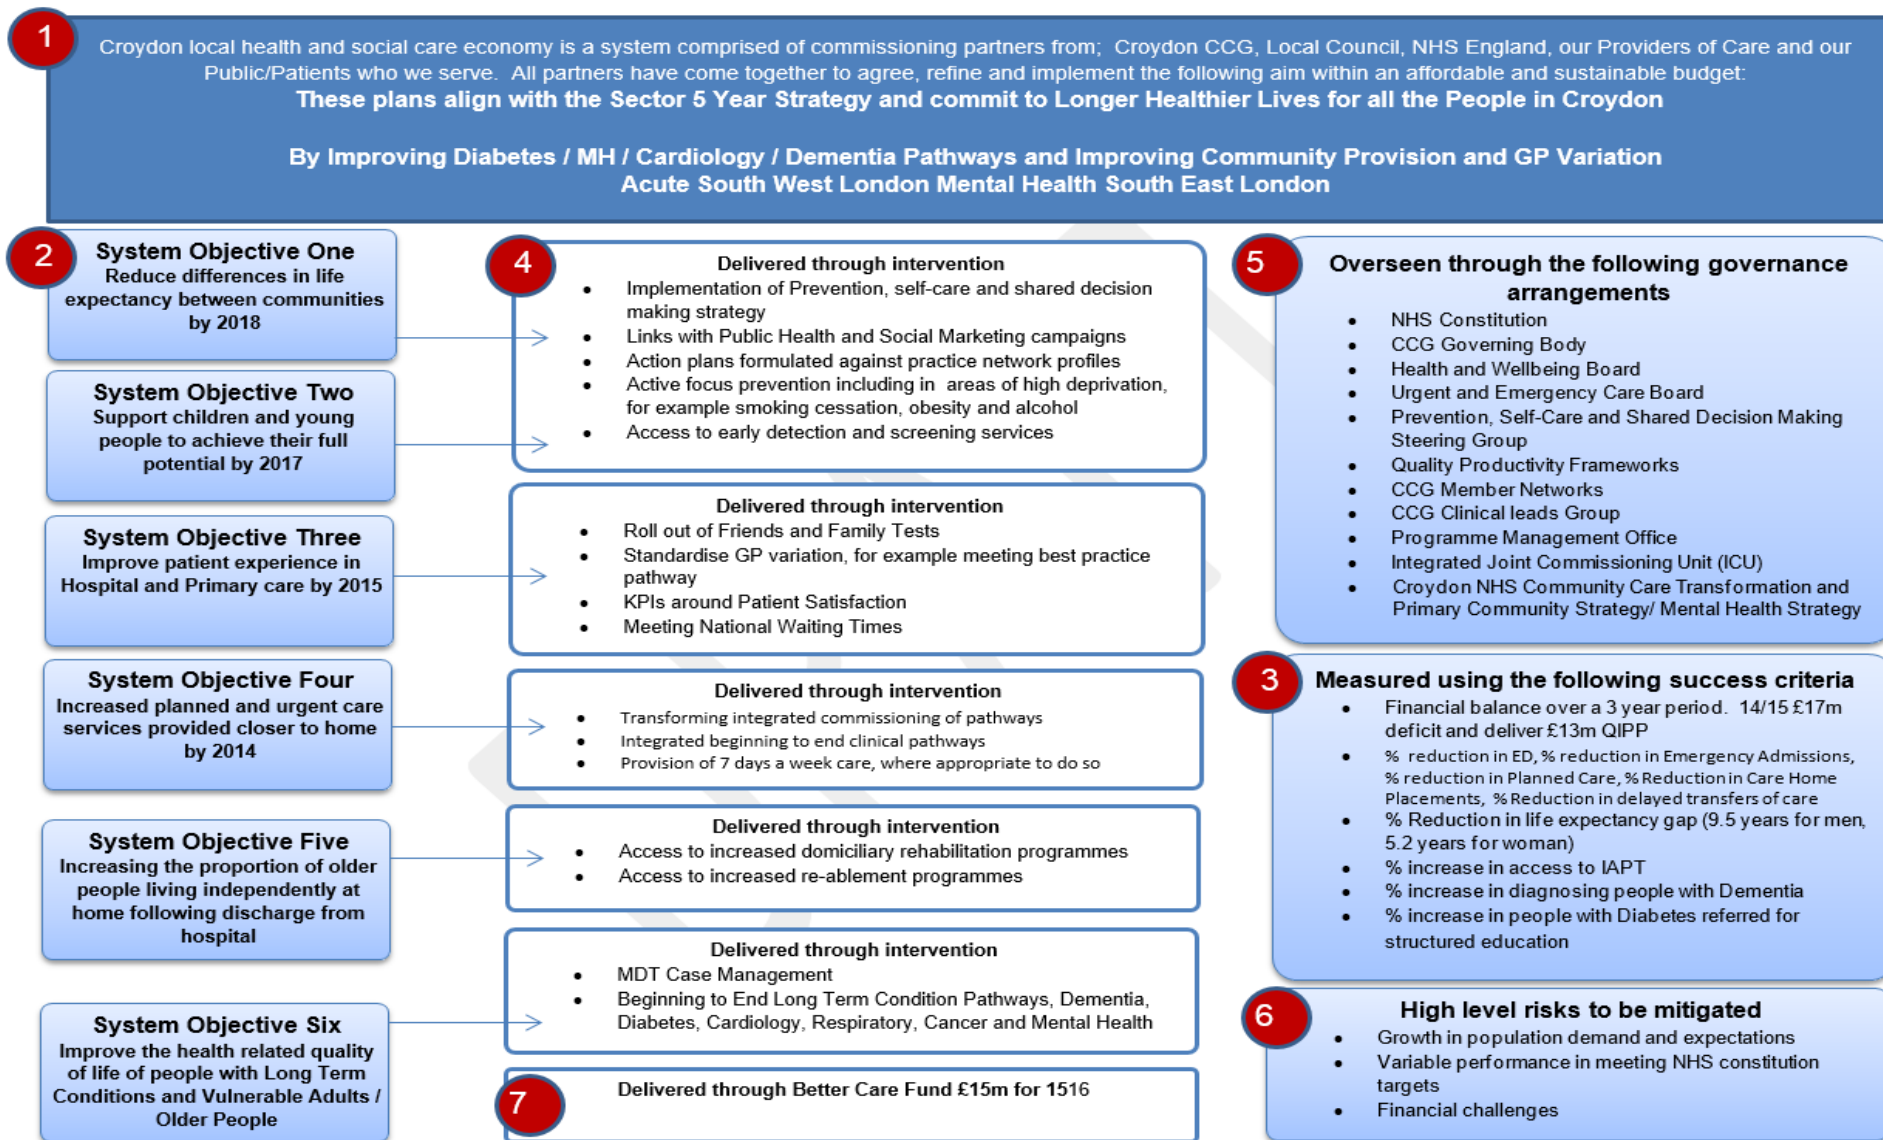 1
Croydon local health and social care economy is a system comprised of commissioning partners from; Croydon CCG, Local Council, NHS England, our Providers of Care and our
Public/Patients who we serve. All partners have come together to agree, refine and implement the following aim within an affordable and sustainable budget:
These plans align with the Sector 5 Year Strategy and commit to Longer Healthier Lives for all the People in Croydon
By Improving Diabetes / MH / Cardiology / Dementia Pathways and Improving Community Provision and GP Variation
Acute South West London Mental Health South East London
2
System Objective One
Reduce differences in life
expectancy between communities
by 2018
System Objective Two
Support children and young
people to achieve their full
potential by 2017
System Objective Three
Improve patient experience in
Hospital and Primary care by 2015
System Objective Four
Increased planned and urgent care
services provided closer to home
by 2014
System Objective Five
Increasing the proportion of older
people living independently at
home following discharge from
hospital
System Objective Six
Improve the health related quality
of life of people with Long Term
Conditions and Vulnerable Adults /
Older People
4
Delivered through intervention
• Implementation of Prevention, self-care and shared decision
making strategy
• Links with Public Health and Social Marketing campaigns
• Action plans formulated against practice network profiles
• Active focus prevention including in areas of high deprivation,
for example smoking cessation, obesity and alcohol
• Access to early detection and screening services
Delivered through intervention
• Roll out of Friends and Family Tests
• Standardise GP variation, for example meeting best practice
pathway
• KPIs around Patient Satisfaction
• Meeting National Waiting Times
Delivered through intervention
• Transforming integrated commissioning of pathways
• Integrated beginning to end clinical pathways
• Provision of 7 days a week care, where appropriate to do so
Delivered through intervention
• Access to increased domiciliary rehabilitation programmes
• Access to increased re-ablement programmes
Delivered through intervention
• MDT Case Management
• Beginning to End Long Term Condition Pathways, Dementia,
Diabetes, Cardiology, Respiratory, Cancer and Mental Health
7
Delivered through Better Care Fund £15m for 1516
5
Overseen through the following governance
arrangements
• NHS Constitution
• CCG Governing Body
• Health and Wellbeing Board
• Urgent and Emergency Care Board
• Prevention, Self-Care and Shared Decision Making
Steering Group
• Quality Productivity Frameworks
• CCG Member Networks
• CCG Clinical leads Group
• Programme Management Office
• Integrated Joint Commissioning Unit (ICU)
• Croydon NHS Community Care Transformation and
Primary Community Strategy/ Mental Health Strategy
3
Measured using the following success criteria
• Financial balance over a 3 year period. 14/15 £17m
deficit and deliver £13m QIPP
• % reduction in ED, % reduction in Emergency Admissions,
% reduction in Planned Care, % Reduction in Care Home
Placements, % Reduction in delayed transfers of care
• % Reduction in life expectancy gap (9.5 years for men,
5.2 years for woman)
• % increase in access to IAPT
• % increase in diagnosing people with Dementia
• % increase in people with Diabetes referred for
structured education
6
High level risks to be mitigated
• Growth in population demand and expectations
• Variable performance in meeting NHS constitution
targets
• Financial challenges